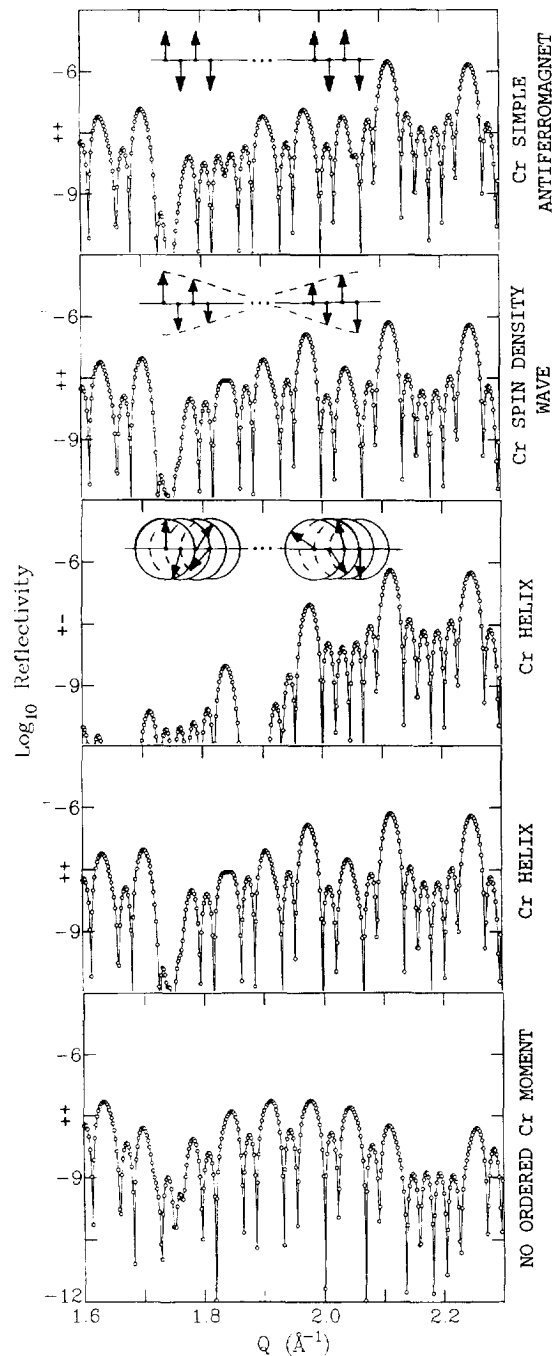 -6
++
-9
Cr SIMPLE
ANTIFERROMAGNET
-6
++
-9
Cr SPIN DENSITY
WAVE
-6
+
-9
Cr HELIX
Log10 Reflectivity
-6
++
-9
Cr HELIX
-6
++
-9
-12
NO ORDERED Cr MOMENT
1.6 1.8 2.0 2.2
Q (Å⁻¹)